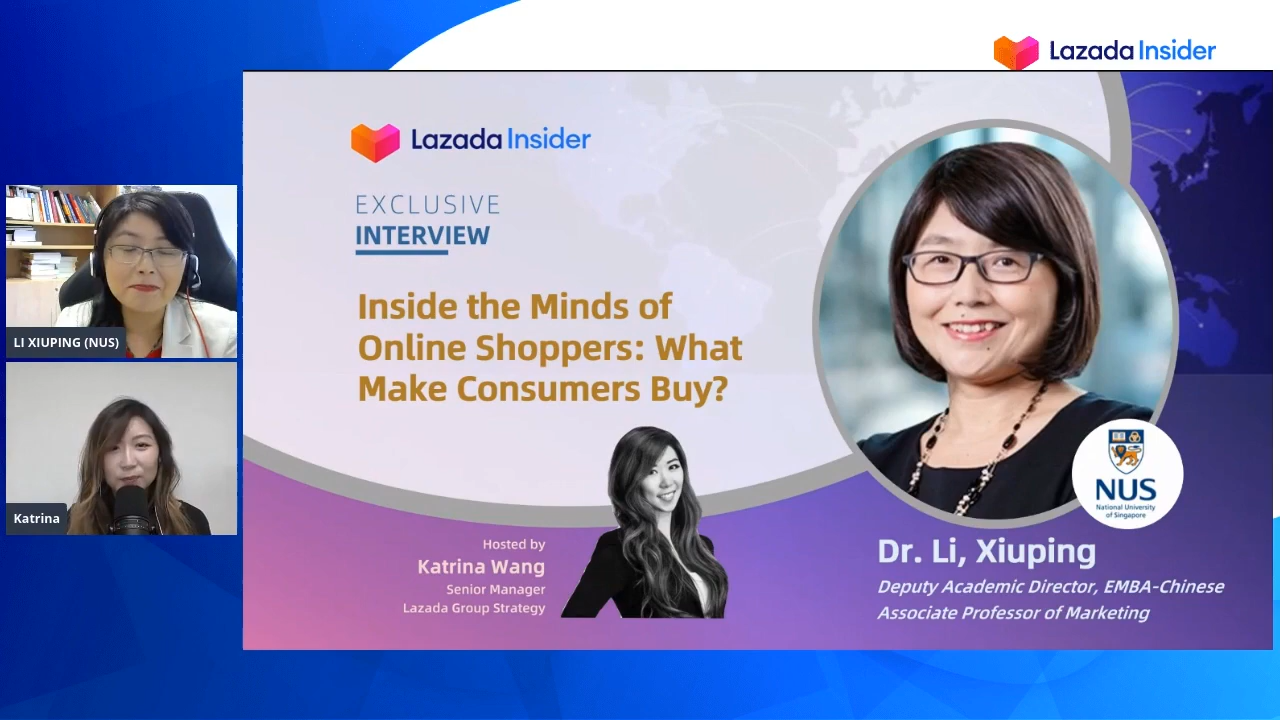 Lazada Insider
Lazada Insider
EXCLUSIVE
INTERVIEW
Inside the Minds of
Online Shoppers: What
Make Consumers Buy?
LI XIUPING (NUS)
Katrina
Hosted by
Katrina Wang
Senior Manager
Lazada Group Strategy
NUS
National University
of Singapore
Dr. Li, Xiuping
Deputy Academic Director, EMBA-Chinese
Associate Professor of Marketing